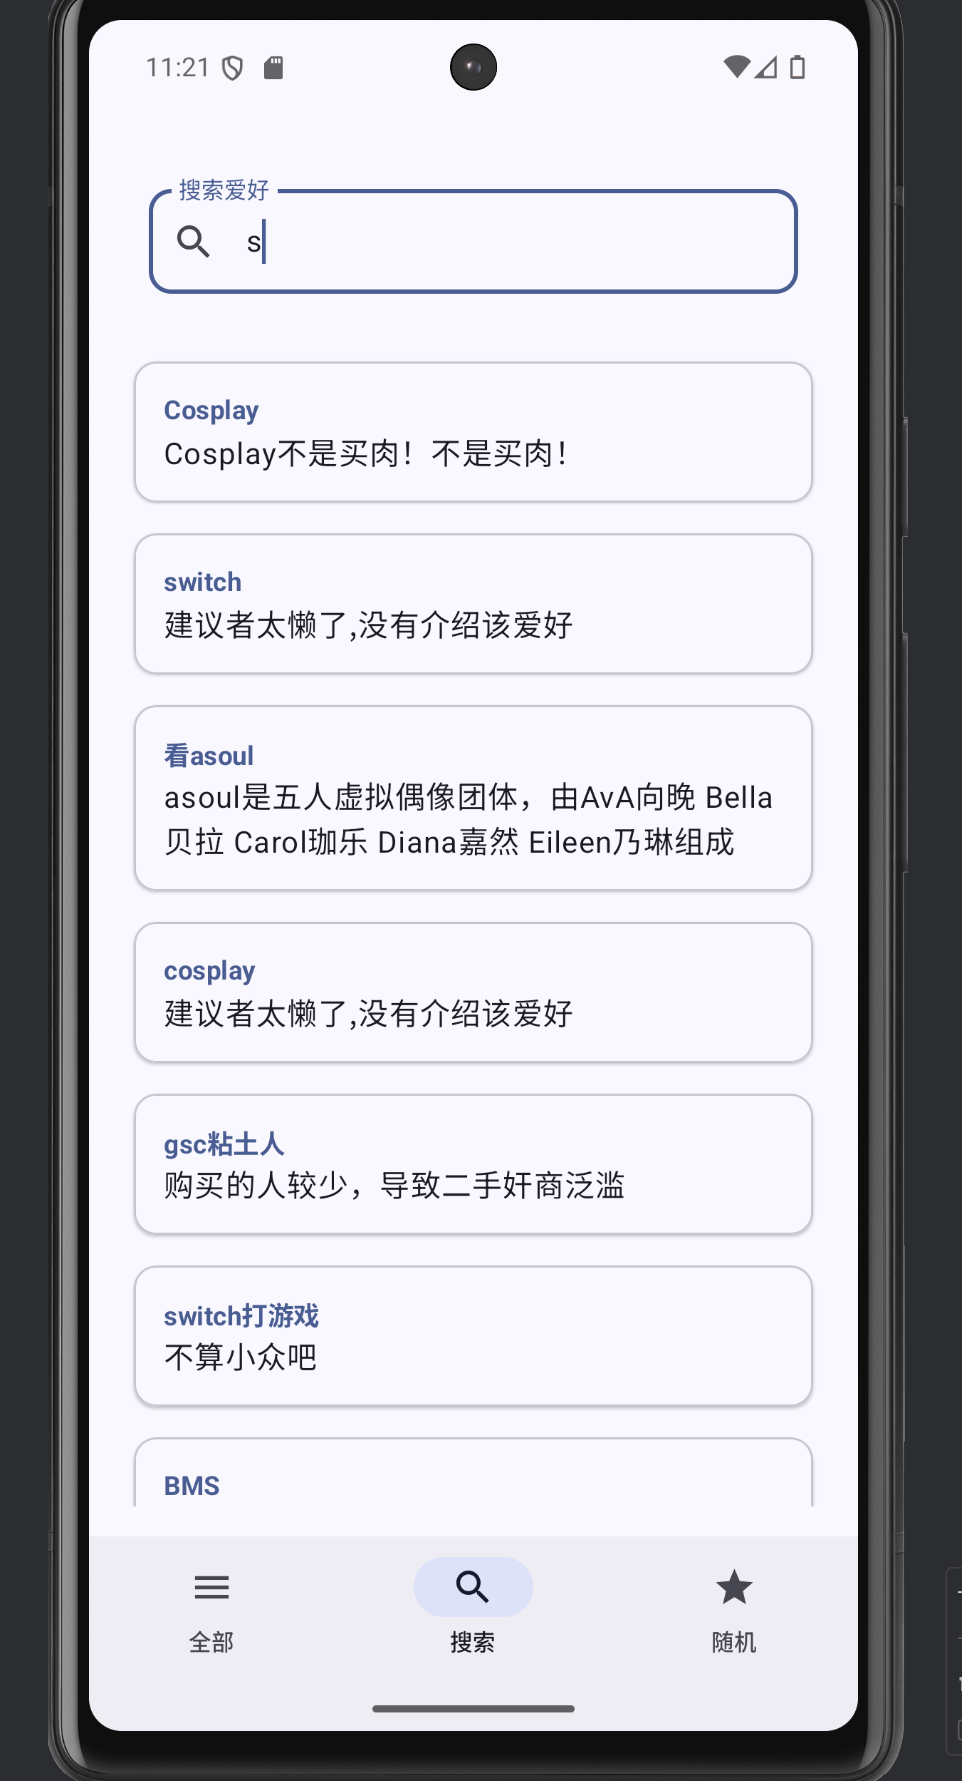 11:21
搜索爱好
s
Cosplay
Cosplay不是买肉！不是买肉！
switch
建议者太懒了,没有介绍该爱好
看asoul
asoul是五人虚拟偶像团体，由AvA向晚 Bella
贝拉 Carol珈乐 Diana嘉然 Eileen乃琳组成
cosplay
建议者太懒了,没有介绍该爱好
gsc粘土人
购买的人较少，导致二手奸商泛滥
switch打游戏
不算小众吧
BMS
全部
搜索
随机